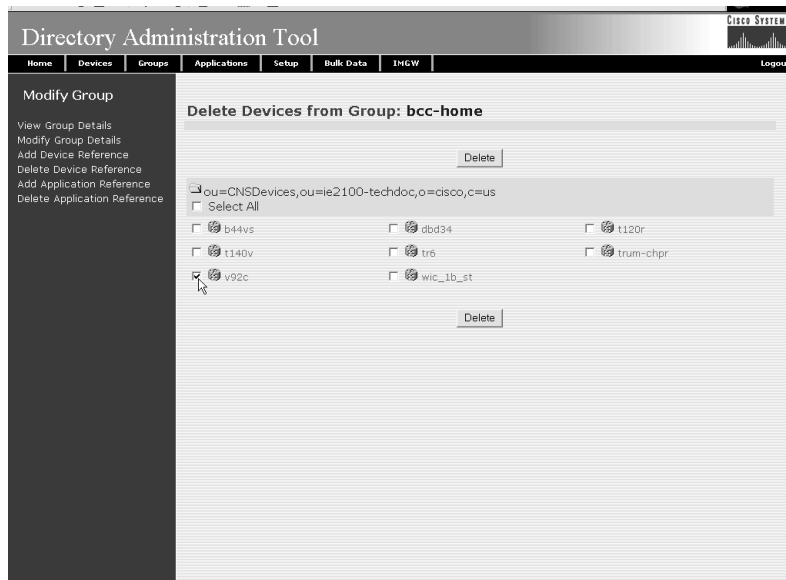 Directory Administration Tool
CISCO SYSTEM
Home Devices Groups Applications Setup Bulk Data IMGW Logou
Modify Group
View Group Details
Modify Group Details
Add Device Reference
Delete Device Reference
Add Application Reference
Delete Application Reference
Delete Devices from Group: bcc-home
Delete
ou=CNSDevices,ou=ie2100-techdoc,o=cisco,c=us
Select All
b44vs dbd34 t120r
t140v tr6 trum-chpr
v92c wic_1b_st
Delete